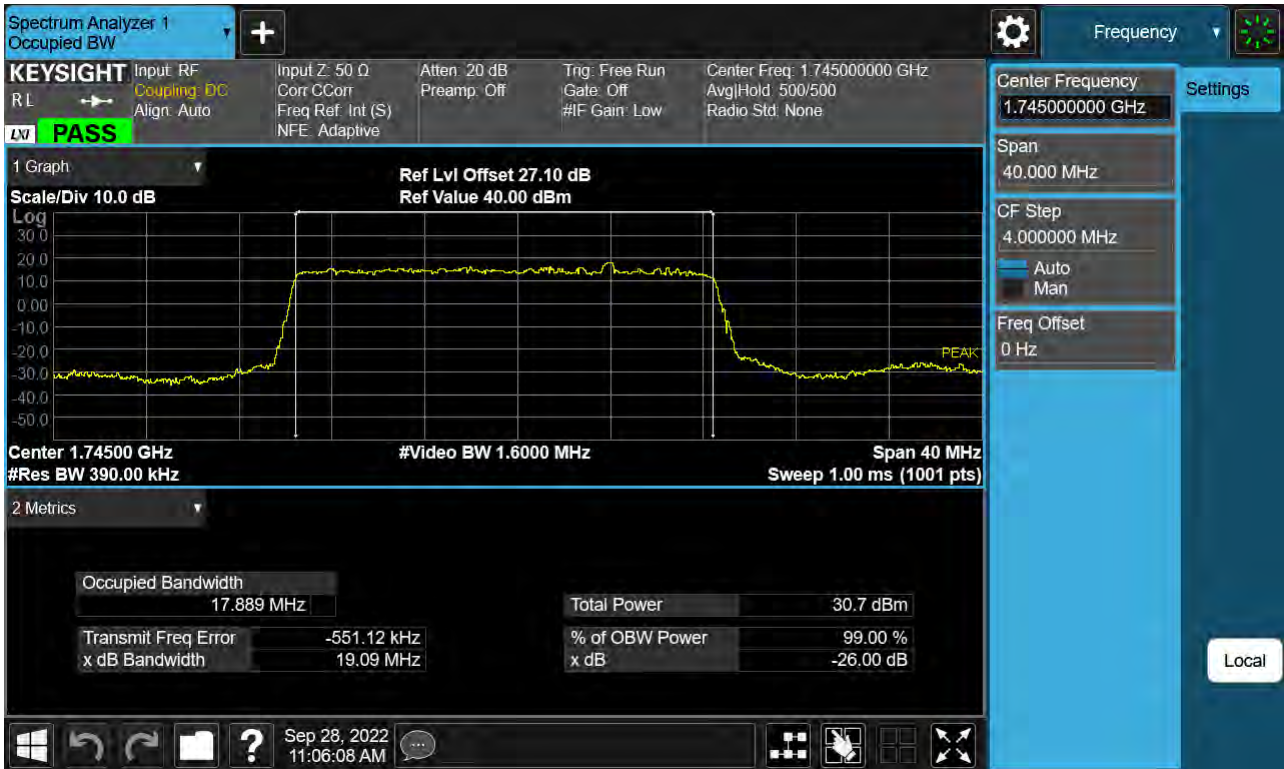 Spectrum Analyzer 1
Occupied BW
Frequency
KEYSIGHT
RL
LXI
PASS
Input: RF
Coupling: DC
Align: Auto
Input Z: 50 Ω
Corr CCorr
Freq Ref: Int (S)
NFE: Adaptive
Atten: 20 dB
Preamp: Off
Trig: Free Run
Gate: Off
#IF Gain: Low
Center Freq: 1.745000000 GHz
Avg|Hold: 500/500
Radio Std: None
Center Frequency
1.745000000 GHz
Settings
Span
40.000 MHz
CF Step
4.000000 MHz
Auto
Man
Freq Offset
0 Hz
1 Graph
Scale/Div 10.0 dB
Ref Lvl Offset 27.10 dB
Ref Value 40.00 dBm
Log
30.0
20.0
10.0
0.00
-10.0
-20.0
-30.0
-40.0
-50.0
PEAK
Center 1.74500 GHz
#Video BW 1.6000 MHz
Span 40 MHz
#Res BW 390.00 kHz
Sweep 1.00 ms (1001 pts)
2 Metrics
Occupied Bandwidth
17.889 MHz
Total Power 30.7 dBm
Transmit Freq Error -551.12 kHz
% of OBW Power 99.00 %
x dB Bandwidth 19.09 MHz
x dB -26.00 dB
Local
?
Sep 28, 2022
11:06:08 AM